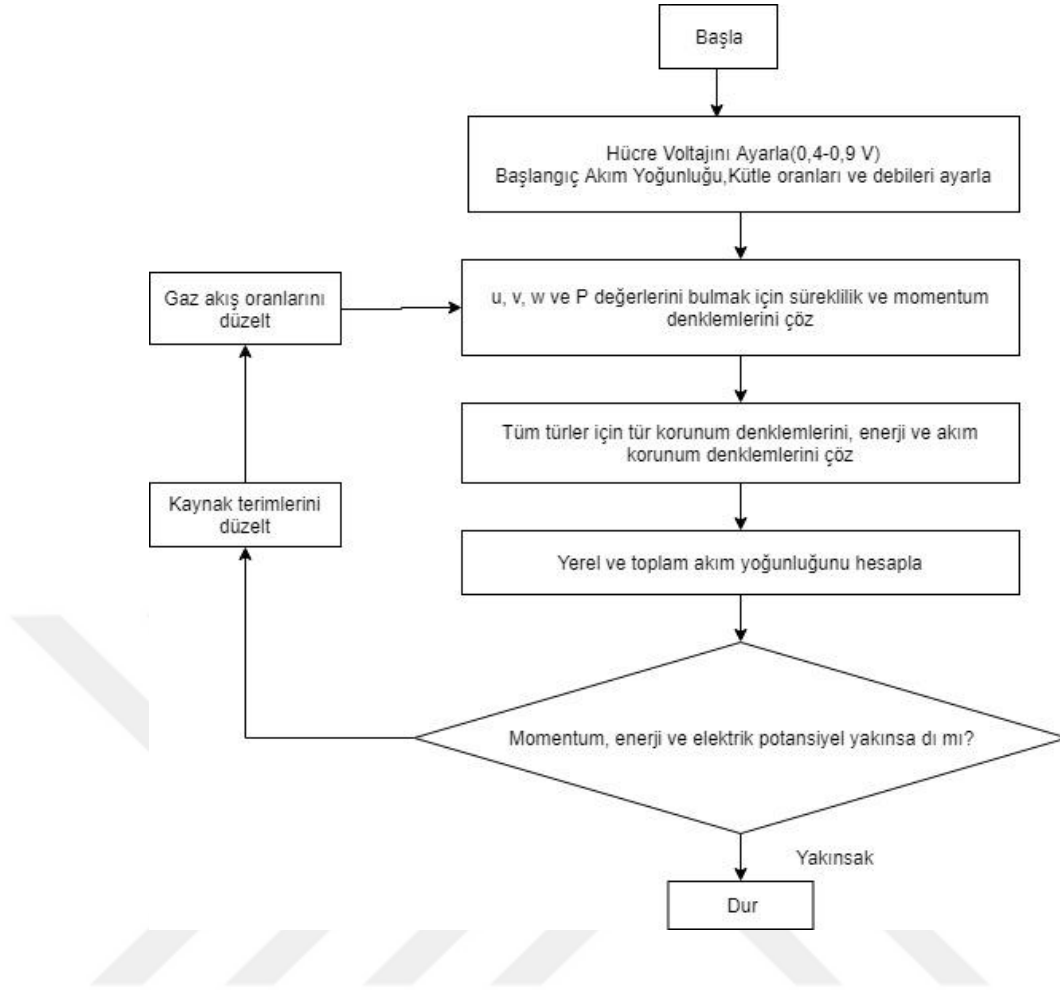 Başla
Hücre Voltajını Ayarla(0,4-0,9 V)
Başlangıç Akım Yoğunluğu,Kütle oranları ve debileri ayarla
Gaz akış oranlarını
düzelt
u, v, w ve P değerlerini bulmak için süreklilik ve momentum
denklemlerini çöz
Tüm türler için tür korunum denklemlerini, enerji ve akım
korunum denklemlerini çöz
Kaynak terimlerini
düzelt
Yerel ve toplam akım yoğunluğunu hesapla
Momentum, enerji ve elektrik potansiyel yakınsa dı mı?
Yakınsak
Dur